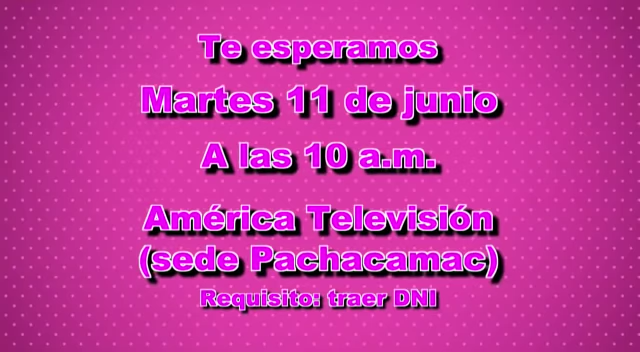 Te esperamos
Martes 11 de junio
A las 10 a.m.
América Televisión
(sede Pachacamac)
Requisito: traer DNI